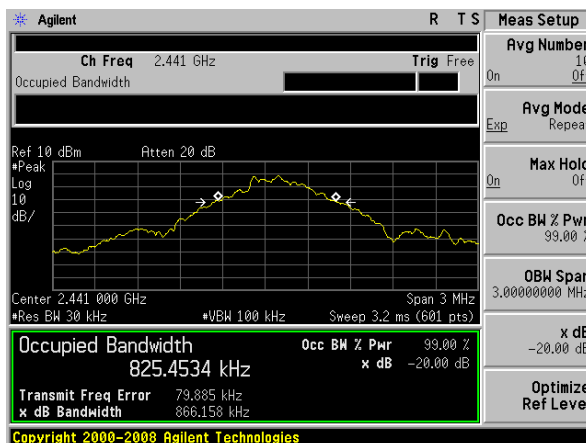 Agilent R T S Meas Setup
Ch Freq 2.441 GHz Trig Free
Occupied Bandwidth
Avg Number
10
On Off
Avg Mode
Exp Repeat
Max Hold
On Off
Occ BW % Pwr
99.00 %
OBW Span
3.00000000 MHz
x dB
-20.00 dB
Optimize
Ref Level
Ref 10 dBm Atten 20 dB
#Peak
Log
10
dB/
Center 2.441 000 GHz Span 3 MHz
#Res BW 30 kHz #VBW 100 kHz Sweep 3.2 ms (601 pts)
Occupied Bandwidth Occ BW % Pwr 99.00 %
825.4534 kHz x dB -20.00 dB
Transmit Freq Error 79.885 kHz
x dB Bandwidth 866.158 kHz
Copyright 2000-2008 Agilent Technologies